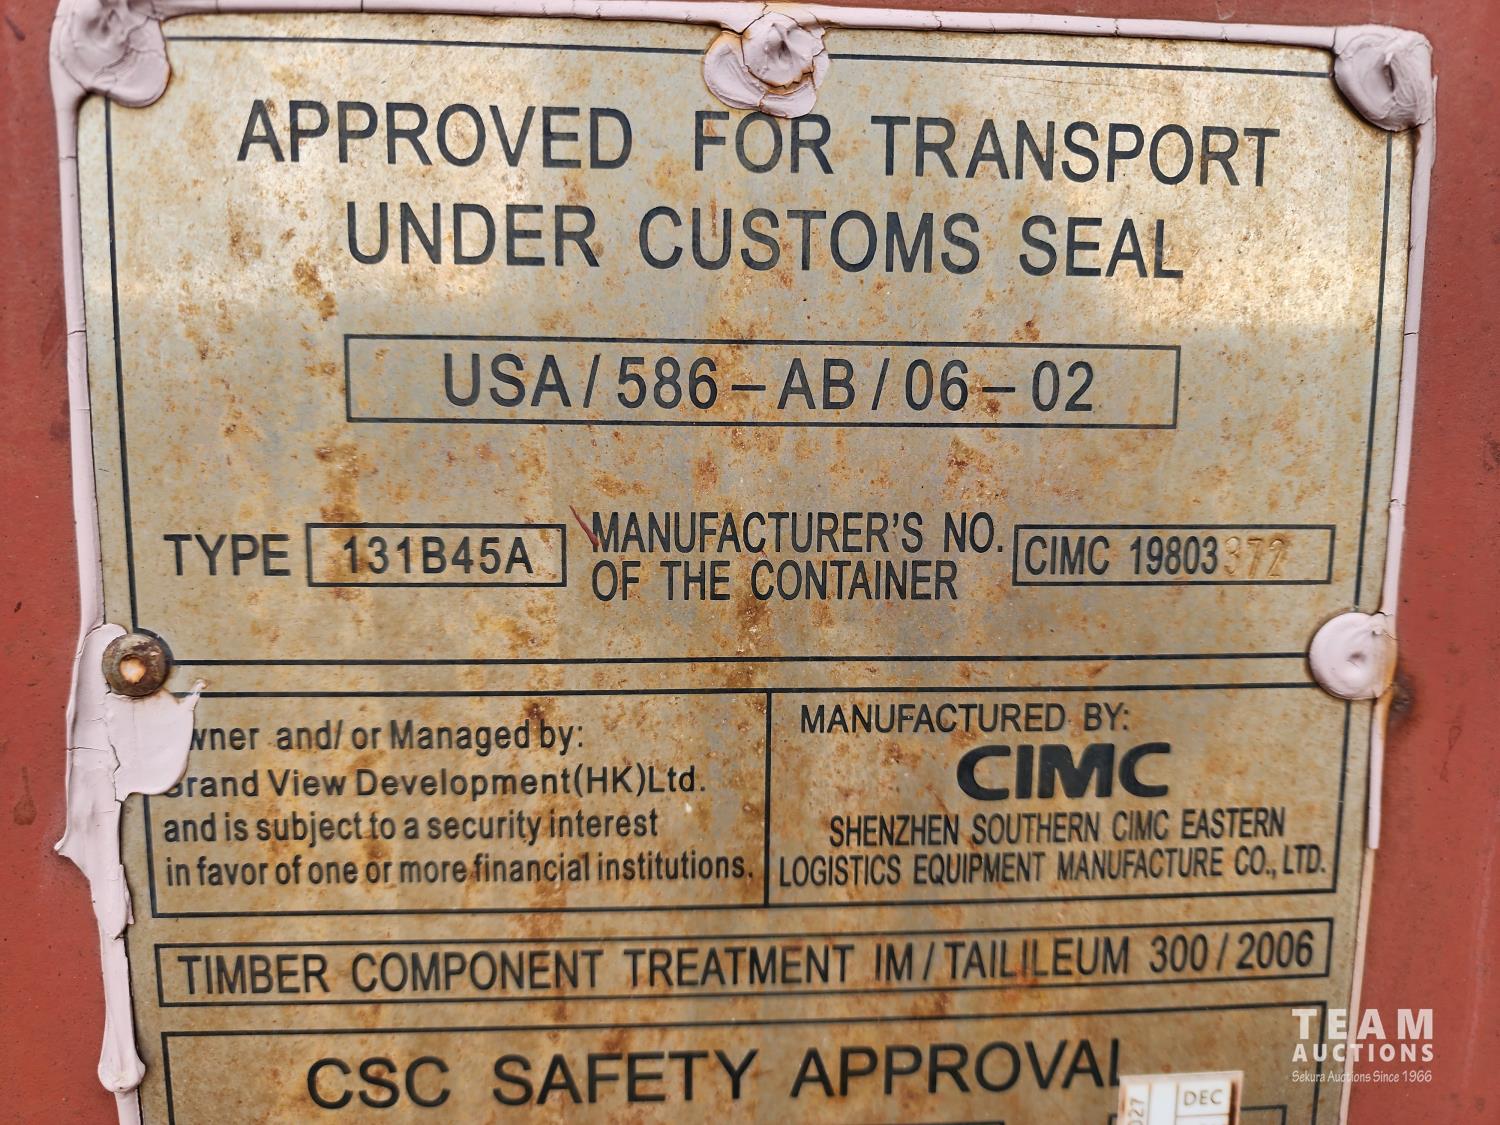 APPROVED FOR TRANSPORT
UNDER CUSTOMS SEAL
USA/586-AB/06-02
TYPE 131B45A
MANUFACTURER'S NO.
OF THE CONTAINER
CIMC 19803372
wner and/ or Managed by:
Grand View Development(HK)Ltd.
and is subject to a security interest
in favor of one or more financial institutions.
MANUFACTURED BY:
CIMC
SHENZHEN SOUTHERN CIMC EASTERN
LOGISTICS EQUIPMENT MANUFACTURE CO., LTD.
TIMBER COMPONENT TREATMENT IM/TAILILEUM 300/2006
CSC SAFETY APPROVAL
027
DEC
TEAM
AUCTIONS
Sekura Auctions Since 1966